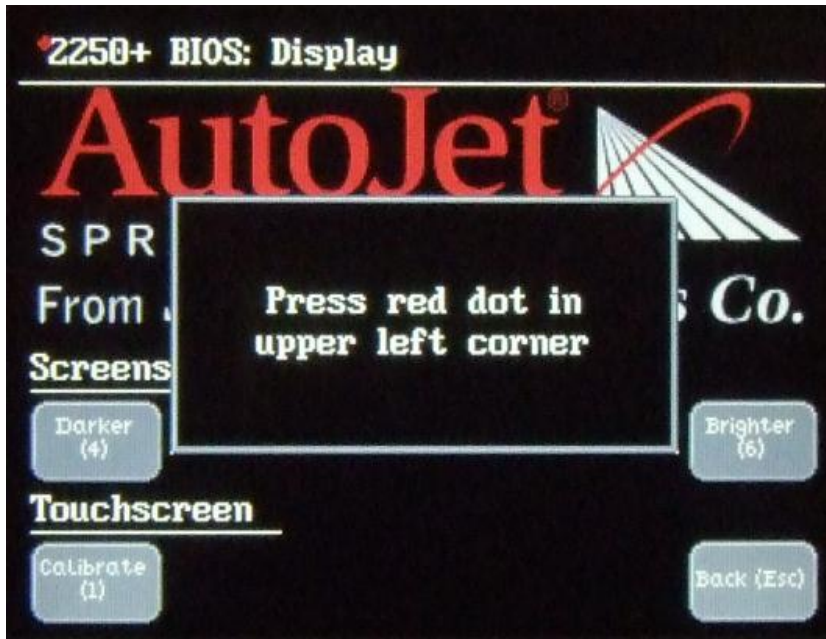 2250+ BIOS: Display
AutoJet®
SPR
From
Co.
Press red dot in
upper left corner
Screens
Darker
(4)
Brighter
(6)
Touchscreen
Calibrate
(1)
Back (Esc)